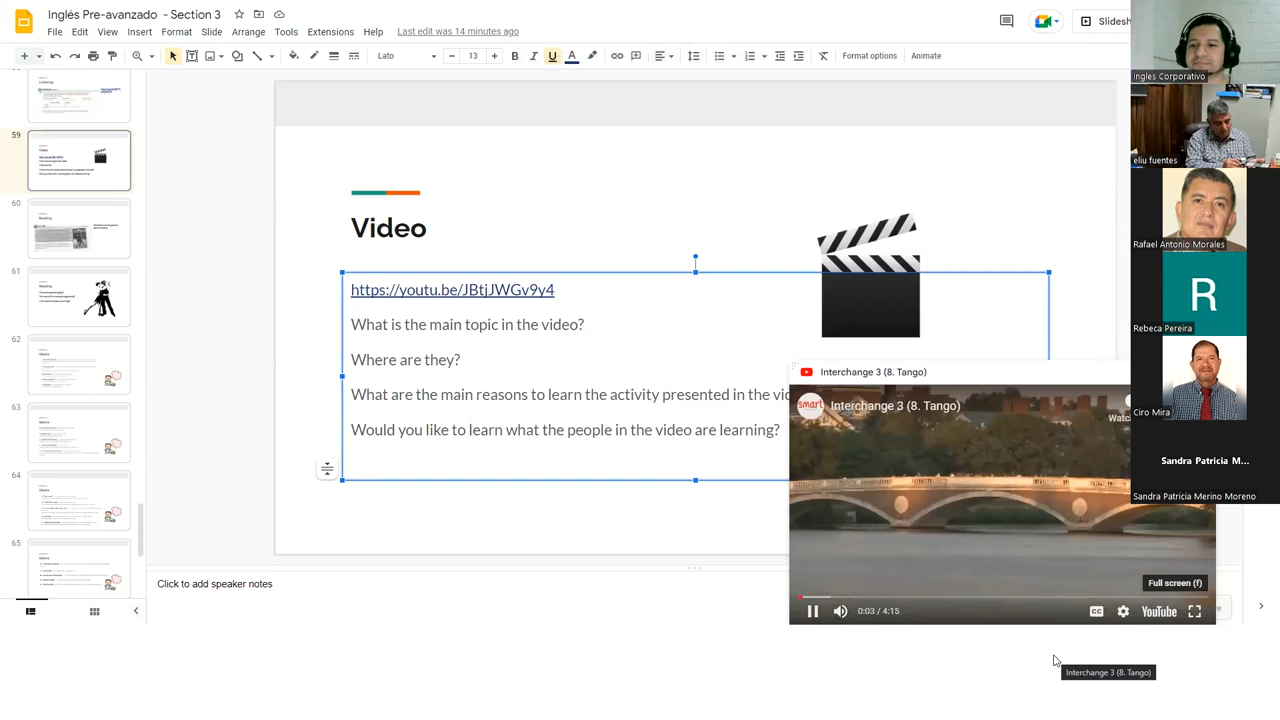 Inglés Pre-avanzado - Section 3
File Edit View Insert Format Slide Arrange Tools Extensions Help Last edit was 14 minutes ago
Slidesh
Lato
13
B I U A
Format options
Animate
59
60
61
62
63
64
65
Video
Reading
Reading
Video
https://youtu.be/JBtjJWGv9y4
What is the main topic in the video?
Where are they?
What are the main reasons to learn the activity presented in the vid
Would you like to learn what the people in the video are learning?
Interchange 3 (8. Tango)
smart
Interchange 3 (8. Tango)
Watch
Full screen (f)
0:03 / 4:15
YouTube
Interchange 3 (8. Tango)
Click to add speaker notes
Ingles Corporativo
eliu fuentes
Rafael Antonio Morales
R
Rebeca Pereira
Ciro Mira
Sandra Patricia M...
Sandra Patricia Merino Moreno